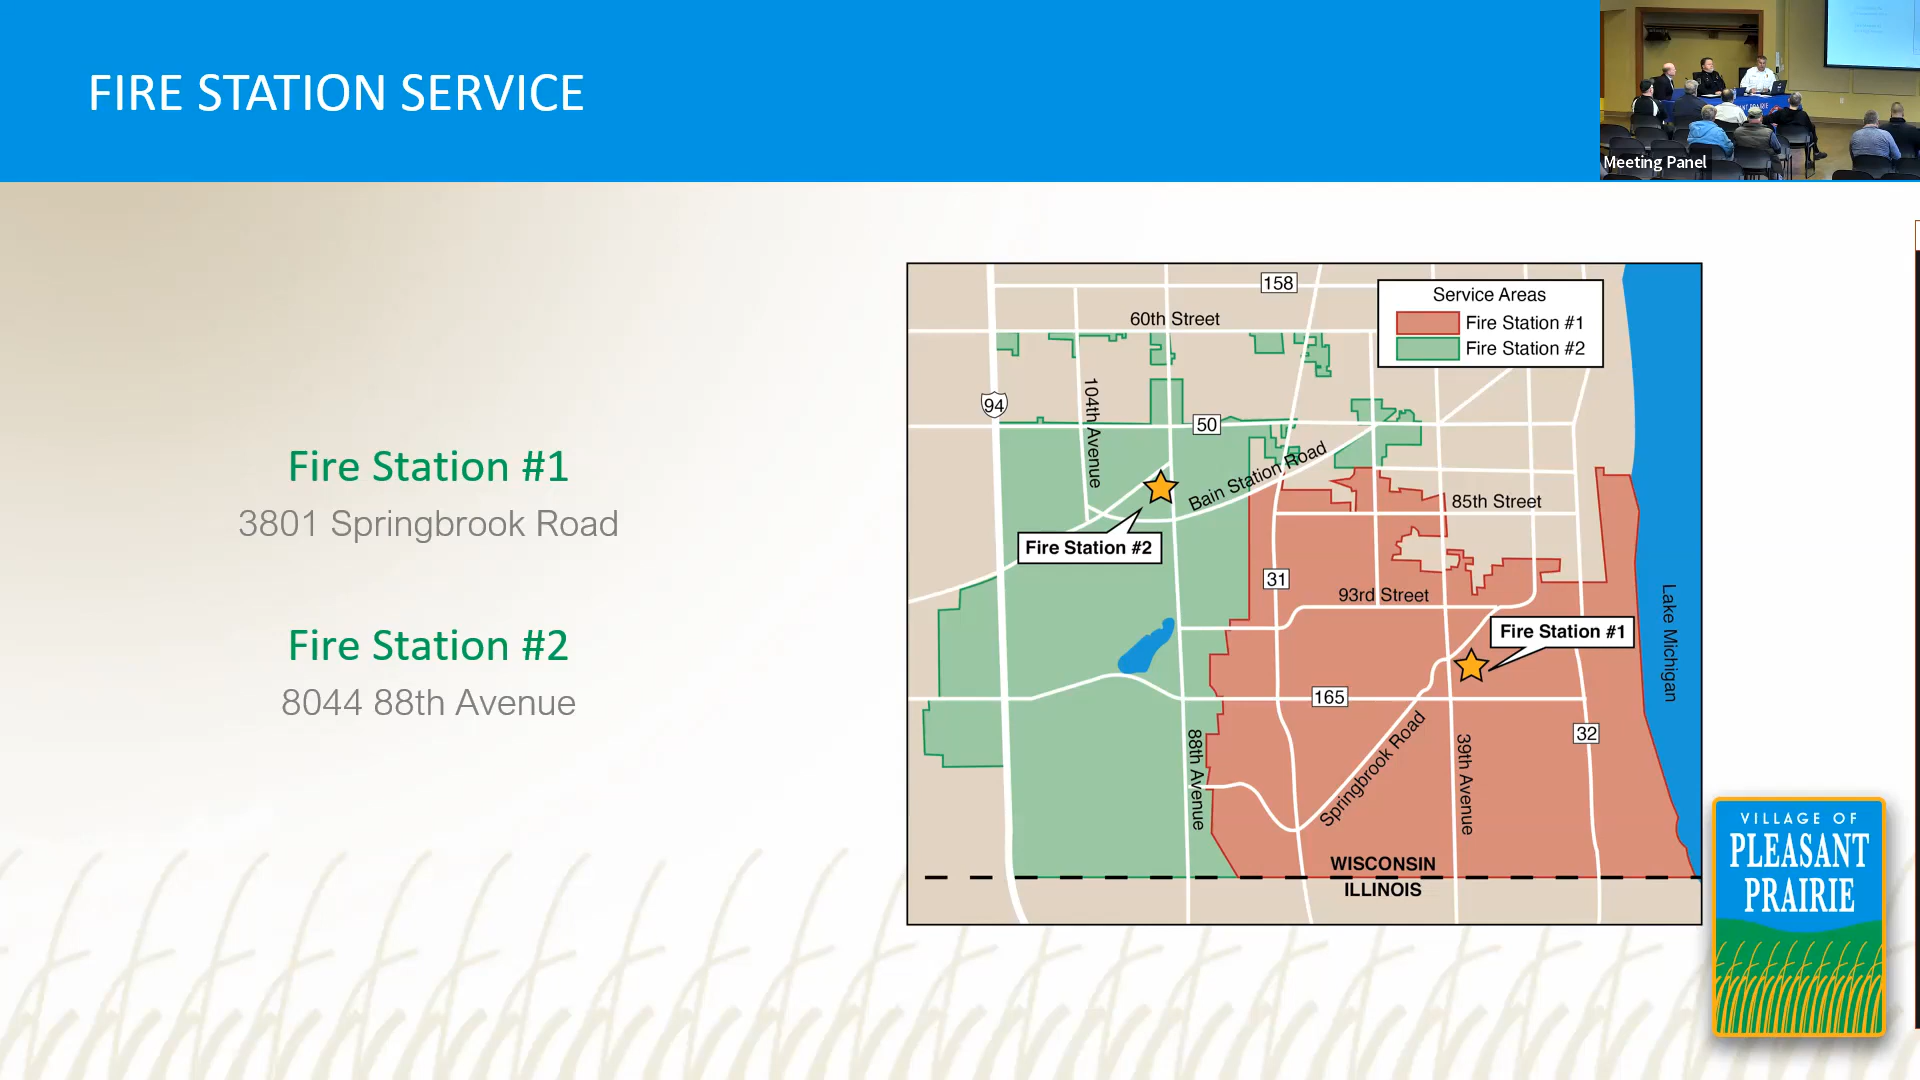 FIRE STATION SERVICE
Meeting Panel
Fire Station #1
3801 Springbrook Road
Fire Station #2
8044 88th Avenue
158
Service Areas
Fire Station #1
Fire Station #2
60th Street
94
104th Avenue
50
Bain Station Road
85th Street
Fire Station #2
31
93rd Street
Fire Station #1
Lake Michigan
165
32
88th Avenue
Springbrook Road
39th Avenue
WISCONSIN
ILLINOIS
VILLAGE OF
PLEASANT
PRAIRIE